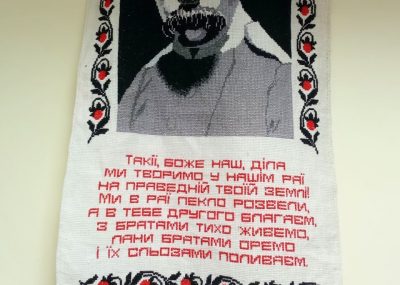 ТАКІЇ, БОЖЕ НАШ, ДІЛА
МИ ТВОРИМО У НАШІМ РАЇ
НА ПРАВЕДНІЙ ТВОЇЙ ЗЕМЛІ!
МИ В РАЇ ПЕКЛО РОЗВЕЛИ,
А В ТЕБЕ ДРУГОГО БЛАГАЄМ,
З БРАТАМИ ТИХО ЖИВЕМО,
ЛАНИ БРАТАМИ ОРЕМО
І ЇХ СЛЬОЗАМИ ПОЛИВАЄМ.